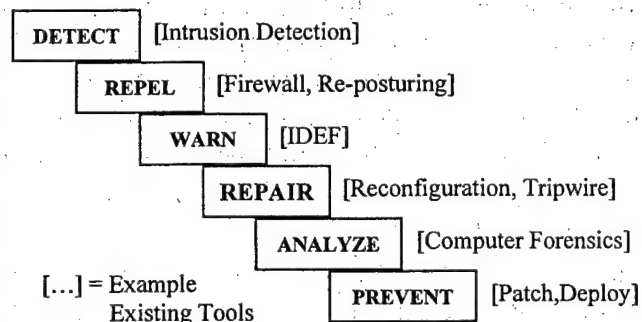 DETECT [Intrusion Detection]
REPEL [Firewall, Re-posturing]
WARN [IDEF]
REPAIR [Reconfiguration, Tripwire]
ANALYZE [Computer Forensics]
[...] = Example
Existing Tools
PREVENT [Patch,Deploy]